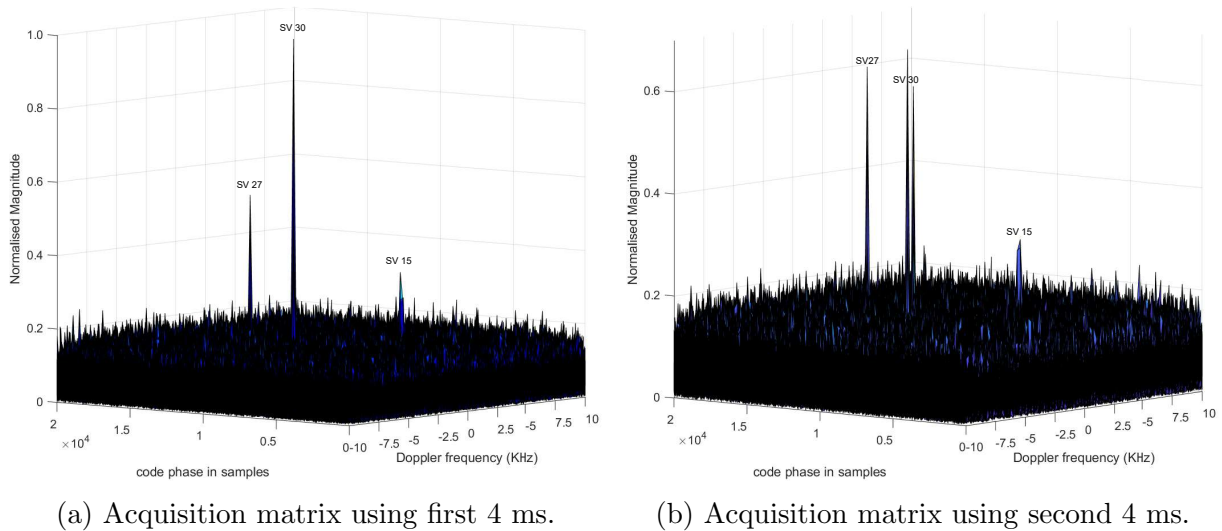 SV 30
1.0
0.8
SV 27
0.6
SV 15
0.4
0.2
0
Normalised Magnitude
2
1.5
1
0.5
0
×10⁴
code phase in samples
-10
-7.5
-5
-2.5
0
2.5
5
7.5
10
Doppler frequency (KHz)
(a) Acquisition matrix using first 4 ms.
SV27
SV 30
0.6
0.4
SV 15
0.2
0
Normalised Magnitude
2
1.5
1
0.5
0
×10⁴
code phase in samples
-10
-7.5
-5
-2.5
0
2.5
5
7.5
10
Doppler frequency (KHz)
(b) Acquisition matrix using second 4 ms.